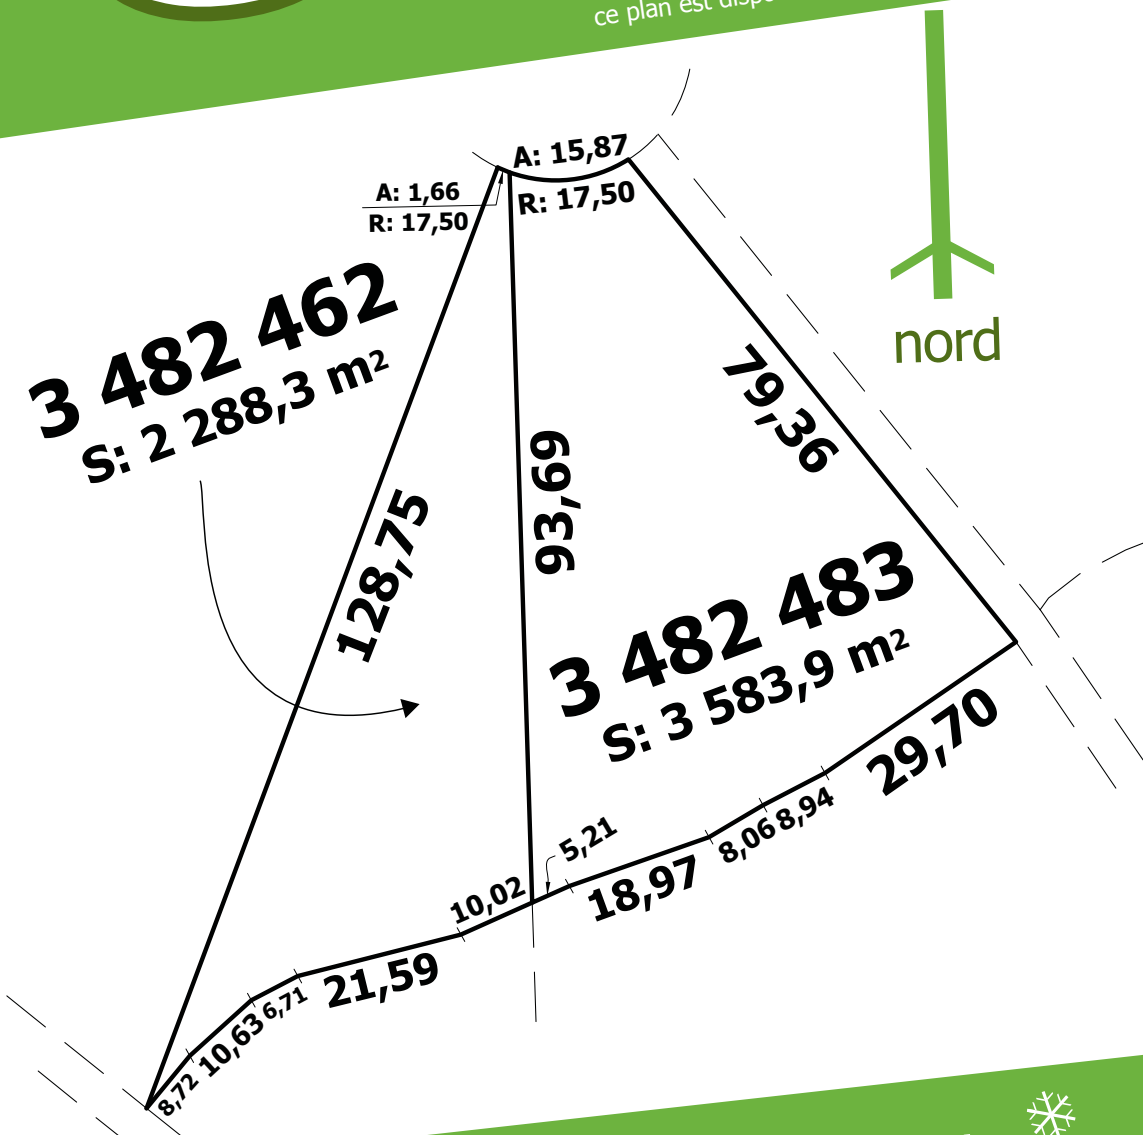 ce plan est
A: 15,87
R: 17,50
A: 1,66
R: 17,50
3 482 462
S: 2 288,3 m²
nord
79,36
93,69
128,75
3 482 483
S: 3 583,9 m²
29,70
8,94
8,06
5,21
18,97
10,02
21,59
6,71
10,63
8,72